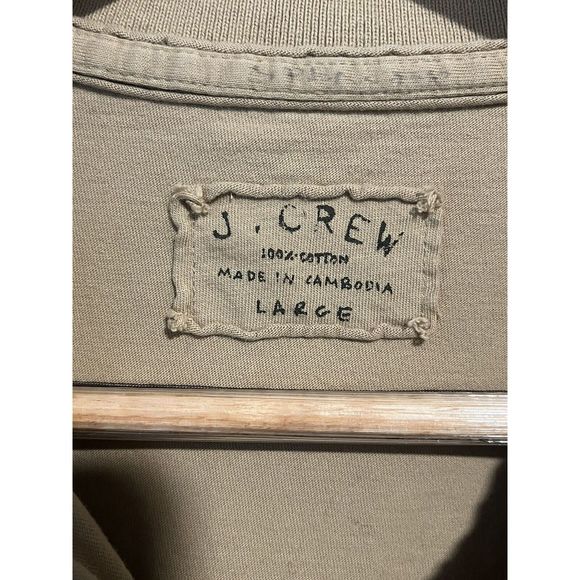 J. CREW
100% COTTON
MADE IN CAMBODIA
LARGE